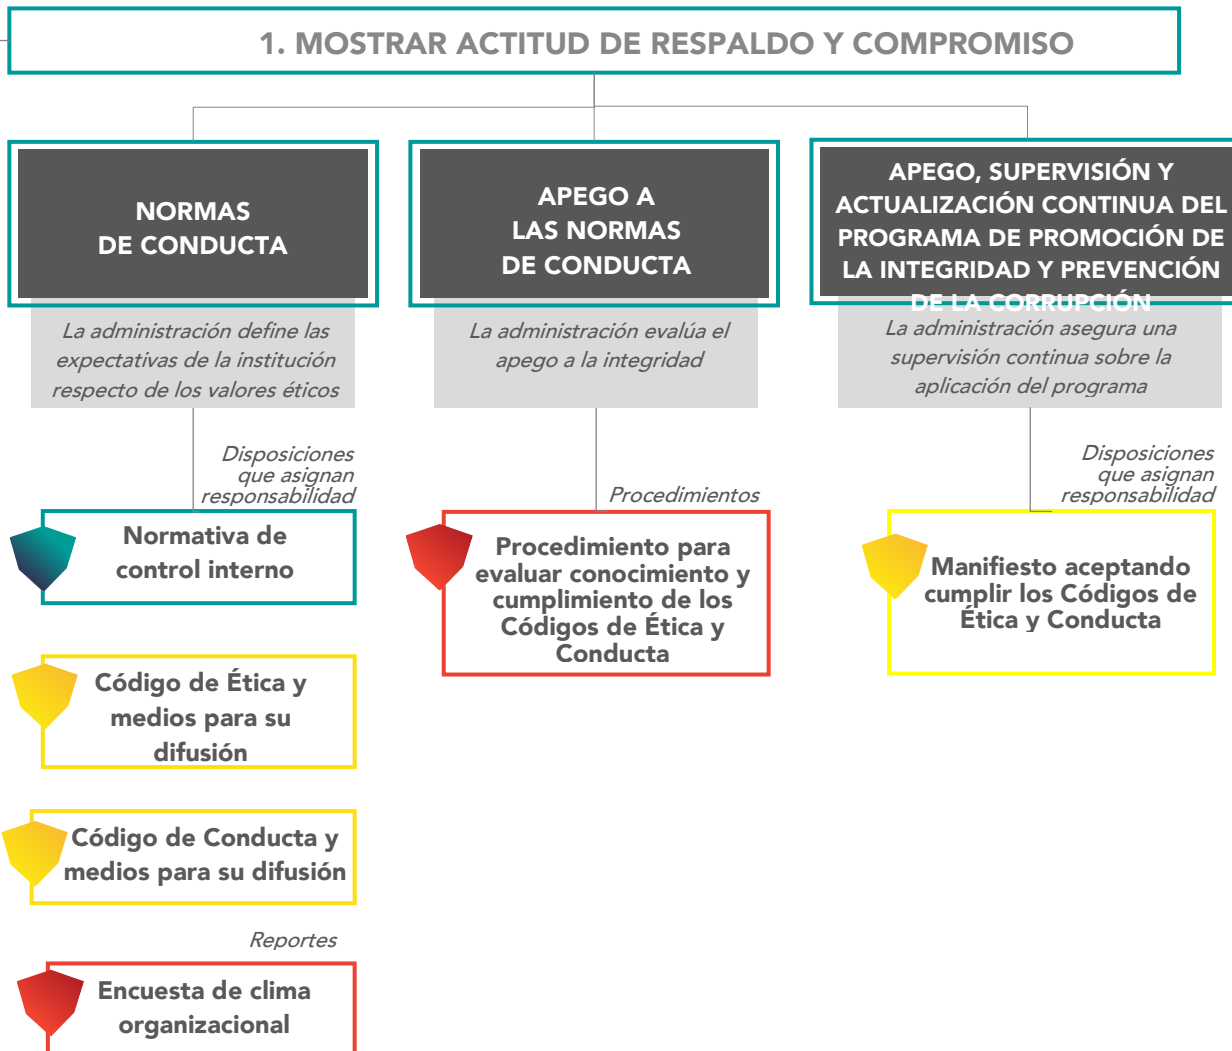 1. MOSTRAR ACTITUD DE RESPALDO Y COMPROMISO
NORMAS
DE CONDUCTA
La administración define las
expectativas de la institución
respecto de los valores éticos
Disposiciones
que asignan
responsabilidad
Normativa de
control interno
Código de Ética y
medios para su
difusión
Código de Conducta y
medios para su difusión
Reportes
Encuesta de clima
organizacional
APEGO A
LAS NORMAS
DE CONDUCTA
La administración evalúa el
apego a la integridad
Procedimientos
Procedimiento para
evaluar conocimiento y
cumplimiento de los
Códigos de Ética y
Conducta
APEGO, SUPERVISIÓN Y
ACTUALIZACIÓN CONTINUA DEL
PROGRAMA DE PROMOCIÓN DE
LA INTEGRIDAD Y PREVENCIÓN
DE LA CORRUPCIÓN
La administración asegura una
supervisión continua sobre la
aplicación del programa
Disposiciones
que asignan
responsabilidad
Manifiesto aceptando
cumplir los Códigos de
Ética y Conducta